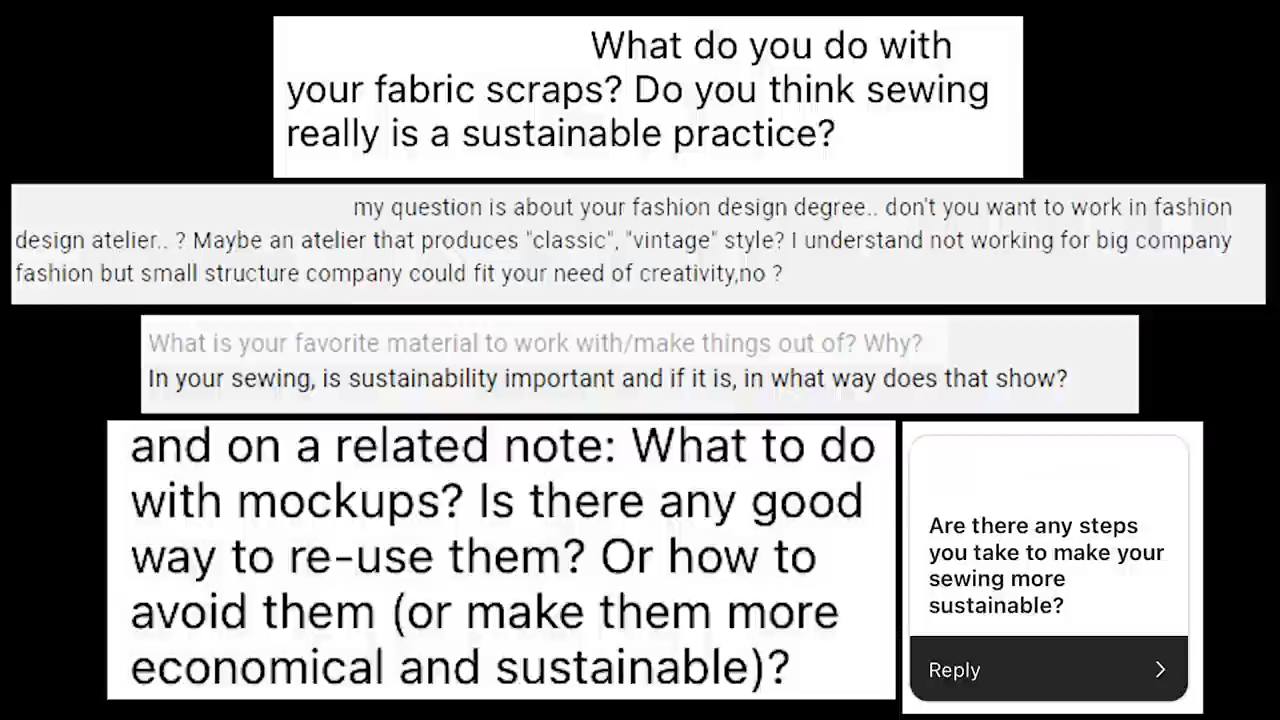 What do you do with
your fabric scraps? Do you think sewing
really is a sustainable practice?
my question is about your fashion design degree.. don't you want to work in fashion
design atelier.. ? Maybe an atelier that produces "classic", "vintage" style? I understand not working for big company
fashion but small structure company could fit your need of creativity,no ?
What is your favorite material to work with/make things out of? Why?
In your sewing, is sustainability important and if it is, in what way does that show?
and on a related note: What to do
with mockups? Is there any good
way to re-use them? Or how to
avoid them (or make them more
economical and sustainable)?
Are there any steps
you take to make your
sewing more
sustainable?
Reply